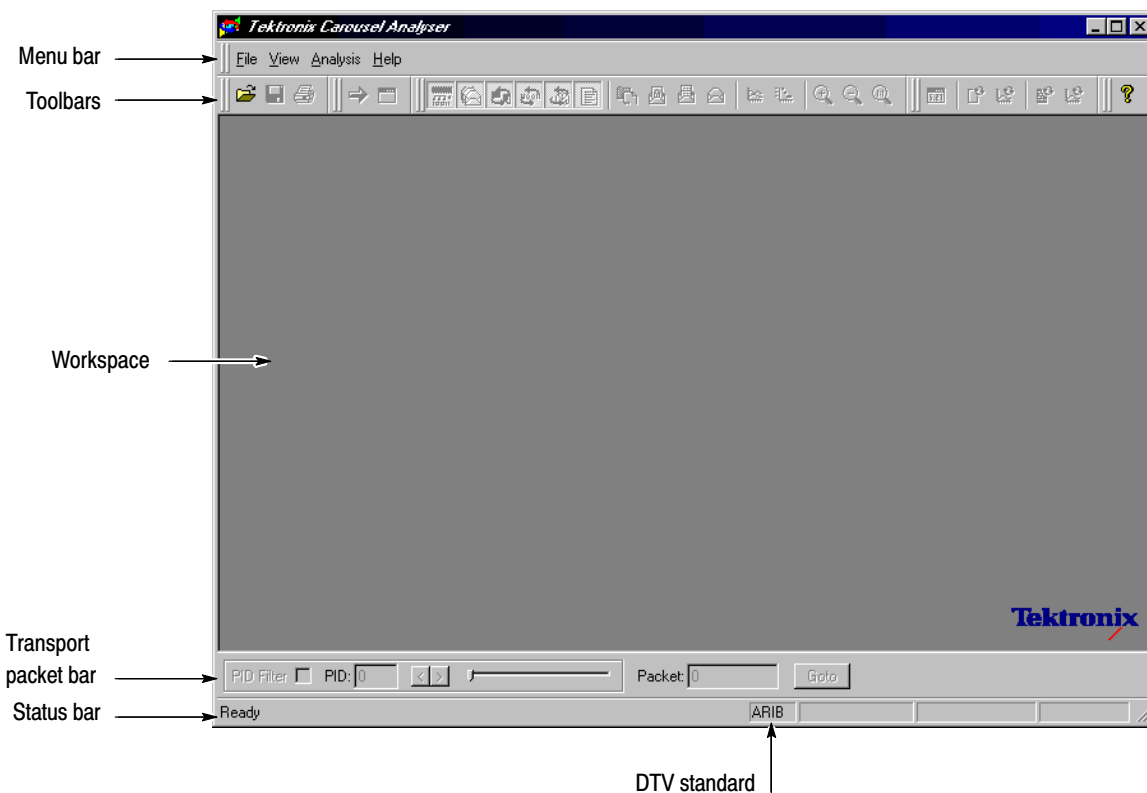 Tektronix Carousel Analyser
Menu bar
File View Analysis Help
Toolbars
Workspace
Tektronix
Transport
packet bar
PID Filter PID: 0 < > Packet: 0 Goto
Status bar
Ready ARIB
DTV standard